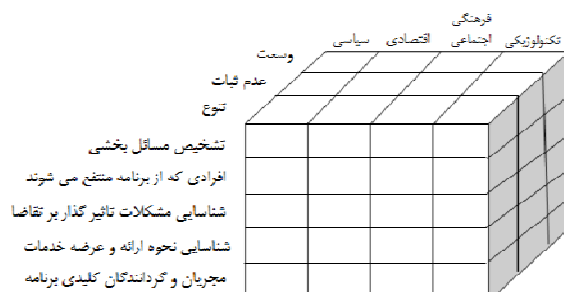 فرهنگی
سیاسی اقتصادی اجتماعی تکنولوژیکی
وسعت
عدم ثبات
تنوع
تشخیص مسائل بخشی
افرادی که از برنامه منتفع می شوند
شناسایی مشکلات تاثیر گذار بر تقاضا
شناسایی نحوه ارائه و عرضه خدمات
مجریان و گردانندگان کلیدی برنامه